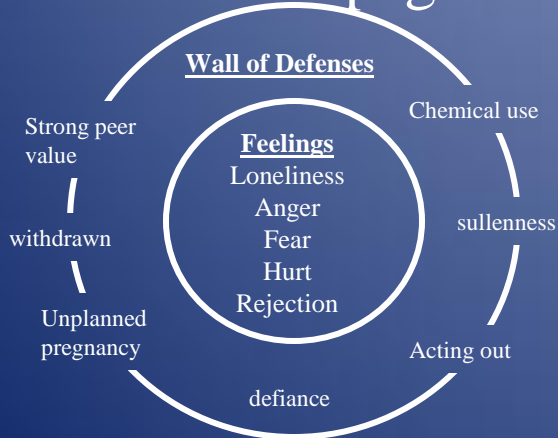 Wall of Defenses
Chemical use
Strong peer
value
Feelings
Loneliness
Anger
Fear
Hurt
Rejection
sullenness
withdrawn
Unplanned
pregnancy
Acting out
defiance